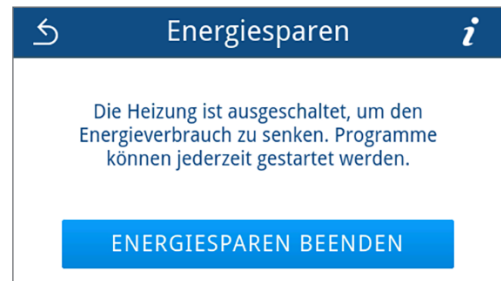 Energiesparen
Die Heizung ist ausgeschaltet, um den
Energieverbrauch zu senken. Programme
können jederzeit gestartet werden.
ENERGIESPAREN BEENDEN